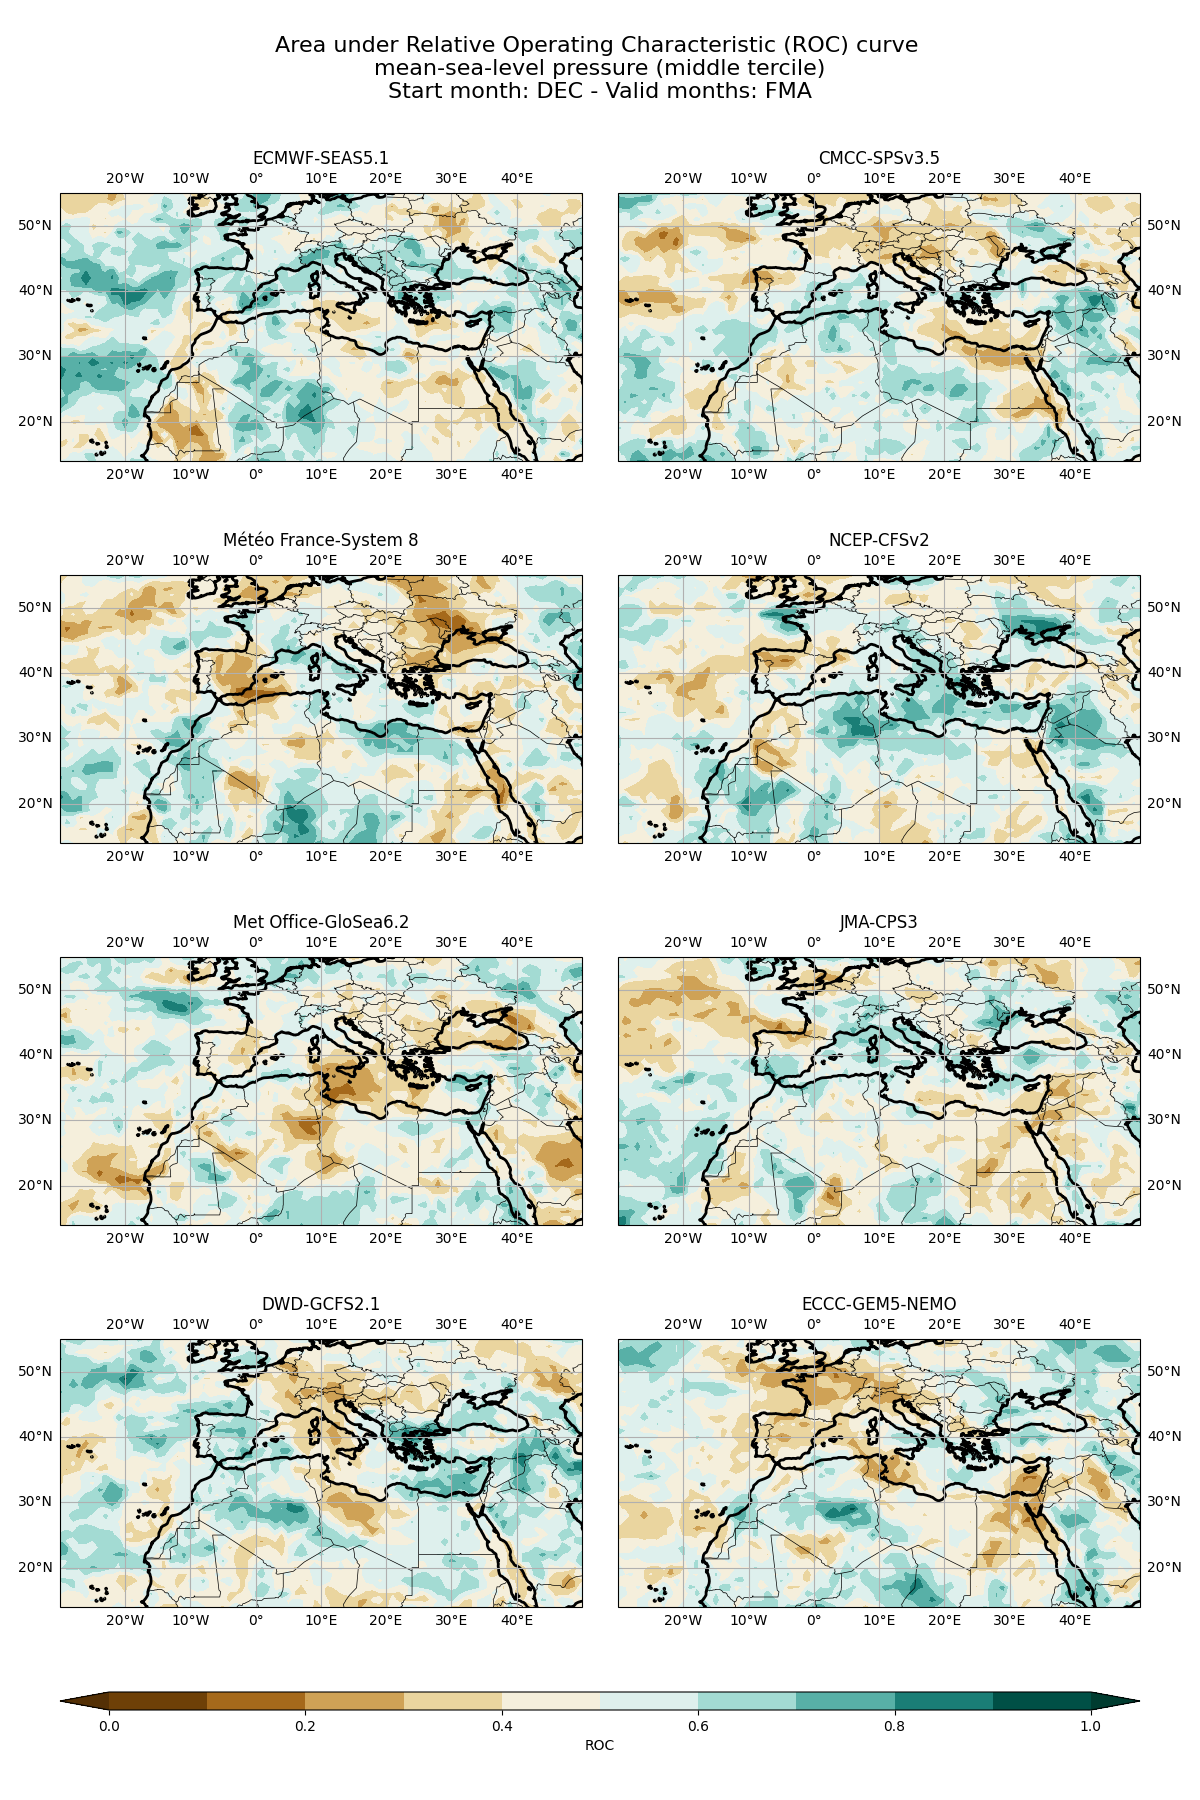 Area under Relative Operating Characteristic (ROC) curve
mean-sea-level pressure (middle tercile)
Start month: DEC - Valid months: FMA
ECMWF-SEAS5.1
20°W 10°W 0° 10°E 20°E 30°E 40°E
50°N
40°N
30°N
20°N
20°W 10°W 0° 10°E 20°E 30°E 40°E
CMCC-SPSv3.5
20°W 10°W 0° 10°E 20°E 30°E 40°E
50°N
40°N
30°N
20°N
20°W 10°W 0° 10°E 20°E 30°E 40°E
Météo France-System 8
20°W 10°W 0° 10°E 20°E 30°E 40°E
50°N
40°N
30°N
20°N
20°W 10°W 0° 10°E 20°E 30°E 40°E
NCEP-CFSv2
20°W 10°W 0° 10°E 20°E 30°E 40°E
50°N
40°N
30°N
20°N
20°W 10°W 0° 10°E 20°E 30°E 40°E
Met Office-GloSea6.2
20°W 10°W 0° 10°E 20°E 30°E 40°E
50°N
40°N
30°N
20°N
20°W 10°W 0° 10°E 20°E 30°E 40°E
JMA-CPS3
20°W 10°W 0° 10°E 20°E 30°E 40°E
50°N
40°N
30°N
20°N
20°W 10°W 0° 10°E 20°E 30°E 40°E
DWD-GCFS2.1
20°W 10°W 0° 10°E 20°E 30°E 40°E
50°N
40°N
30°N
20°N
20°W 10°W 0° 10°E 20°E 30°E 40°E
ECCC-GEM5-NEMO
20°W 10°W 0° 10°E 20°E 30°E 40°E
50°N
40°N
30°N
20°N
20°W 10°W 0° 10°E 20°E 30°E 40°E
0.0 0.2 0.4 0.6 0.8 1.0
ROC